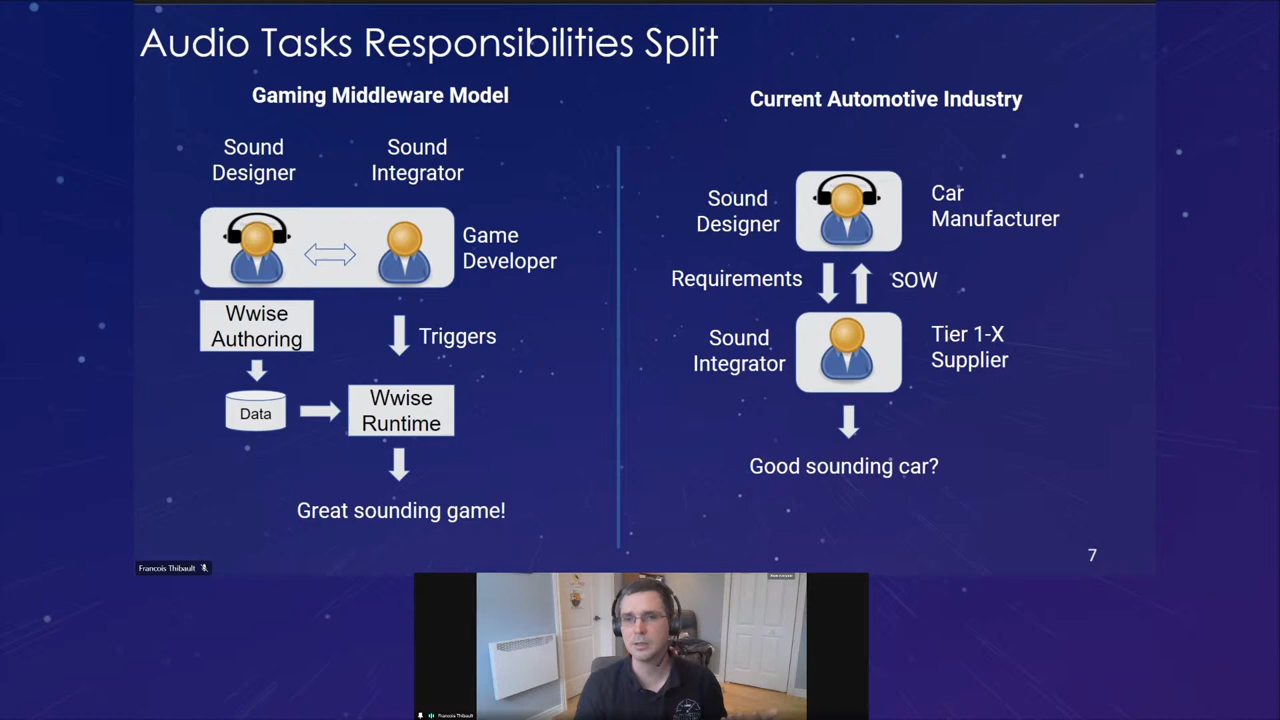 Audio Tasks Responsibilities Split
Gaming Middleware Model
Sound
Designer
Sound
Integrator
Game
Developer
Wwise
Authoring
Triggers
Data
Wwise
Runtime
Great sounding game!
Current Automotive Industry
Sound
Designer
Car
Manufacturer
Requirements
SOW
Sound
Integrator
Tier 1-X
Supplier
Good sounding car?
7
Francois Thibault
Francois Thibault